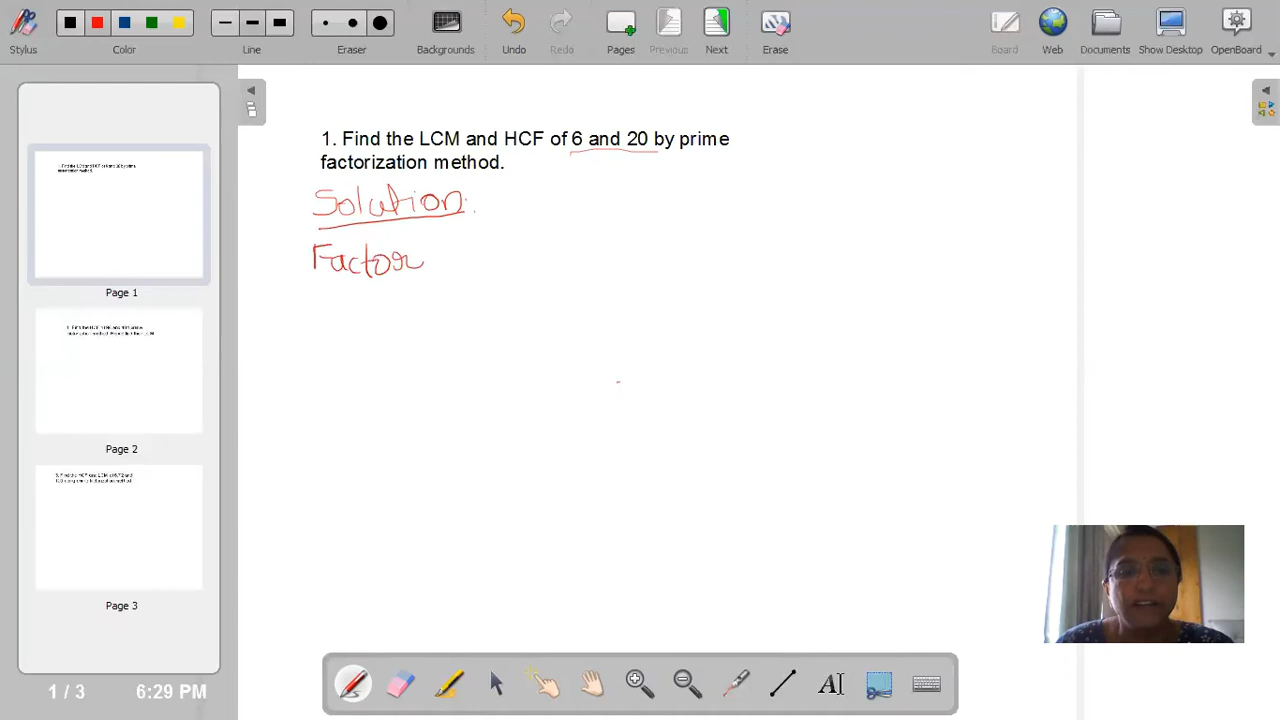 Stylus Color Line Eraser Backgrounds Undo Redo Pages Previous Next Erase Board Web Documents Show Desktop OpenBoard
1. Find the LCM and HCF of 6 and 20 by prime
factorization method.
Solution:
Factor
Page 1
Page 2
Page 3
1 / 3 6:29 PM